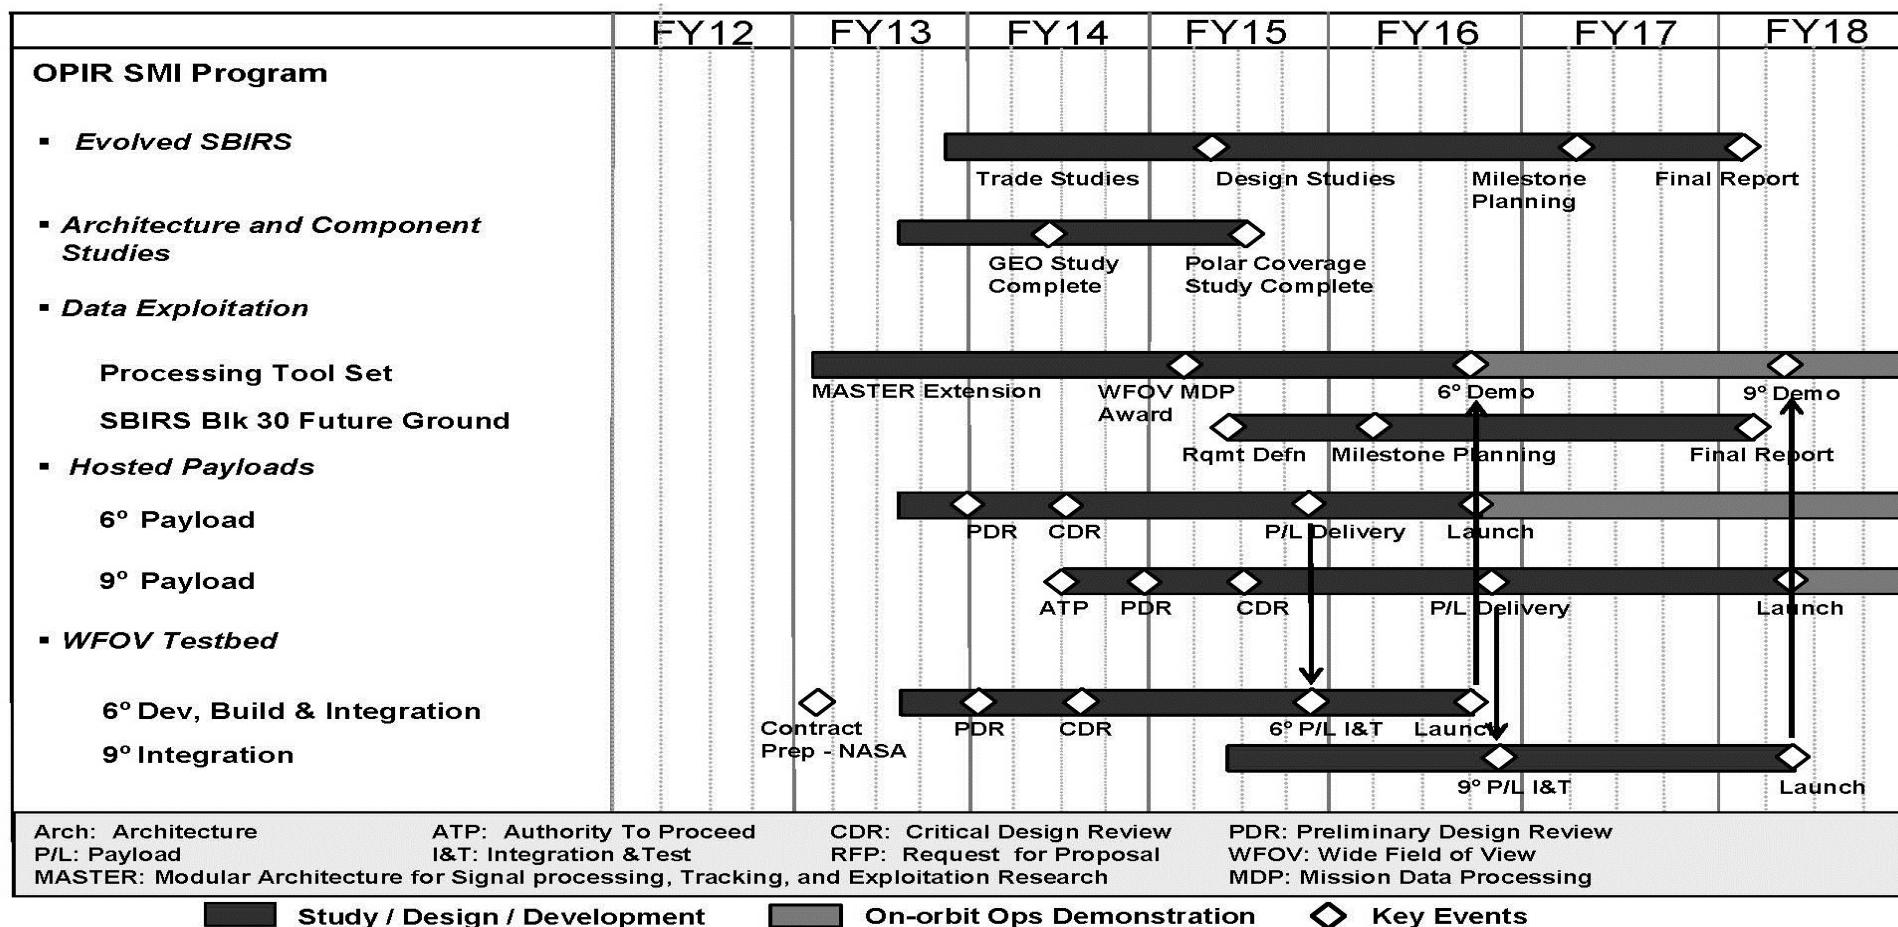 FY12 FY13 FY14 FY15 FY16 FY17 FY18
OPIR SMI Program
▪ Evolved SBIRS
Trade Studies Design Studies Milestone Planning Final Report
▪ Architecture and Component
Studies
GEO Study Polar Coverage
Complete Study Complete
▪ Data Exploitation
Processing Tool Set
MASTER Extension WFOV MDP 6° Demo 9° Demo
Award
SBIRS Blk 30 Future Ground
Rqmt Defn Milestone Planning Final Report
▪ Hosted Payloads
6° Payload
PDR CDR P/L Delivery Launch
9° Payload
ATP PDR CDR P/L Delivery Launch
▪ WFOV Testbed
6° Dev, Build & Integration
Contract PDR CDR 6° P/L I&T Launch
Prep - NASA
9° Integration
9° P/L I&T Launch
Arch: Architecture ATP: Authority To Proceed CDR: Critical Design Review PDR: Preliminary Design Review
P/L: Payload I&T: Integration &Test RFP: Request for Proposal WFOV: Wide Field of View
MASTER: Modular Architecture for Signal processing, Tracking, and Exploitation Research MDP: Mission Data Processing
Study / Design / Development On-orbit Ops Demonstration Key Events